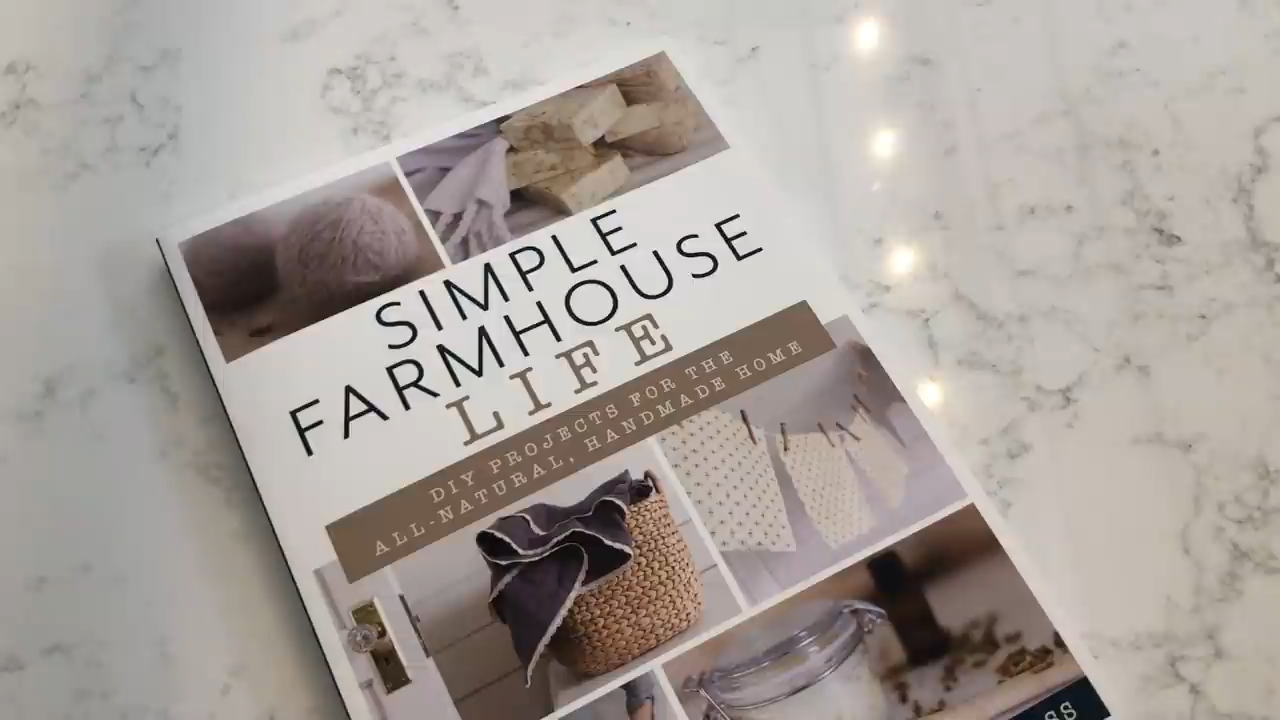 SIMPLE
FARMHOUSE
LIFE
DIY PROJECTS FOR THE
ALL-NATURAL, HANDMADE HOME